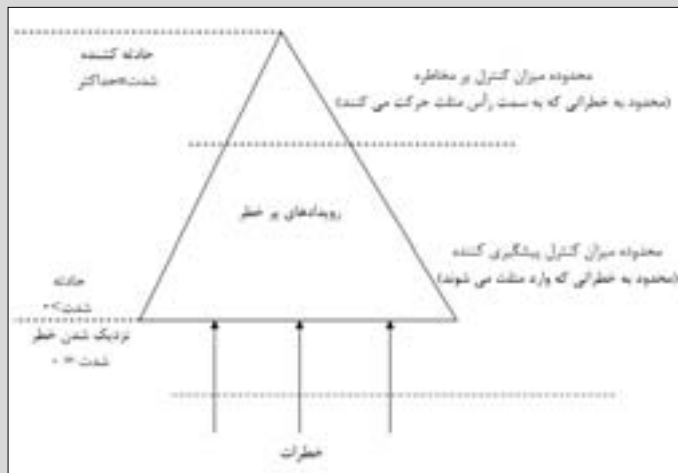 حادثه کشنده
شدت=حداکثر
محدوده میزان کنترل بر مخاطره
(محدود به خطراتی که به سمت رأس مثلث حرکت می کنند)
رویدادهای پر خطر
محدوده میزان کنترل پیشگیری کننده
(محدود به خطراتی که وارد مثلث می شوند)
حادثه
شدت>۰
نزدیک شدن خطر
شدت = ۰
خطرات